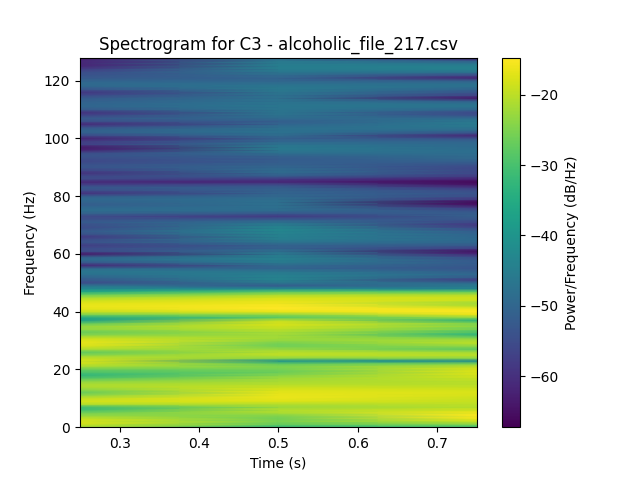 Spectrogram for C3 - alcoholic_file_217.csv
120
100
80
60
40
20
0
Frequency (Hz)
0.3 0.4 0.5 0.6 0.7
Time (s)
−20
−30
−40
−50
−60
Power/Frequency (dB/Hz)